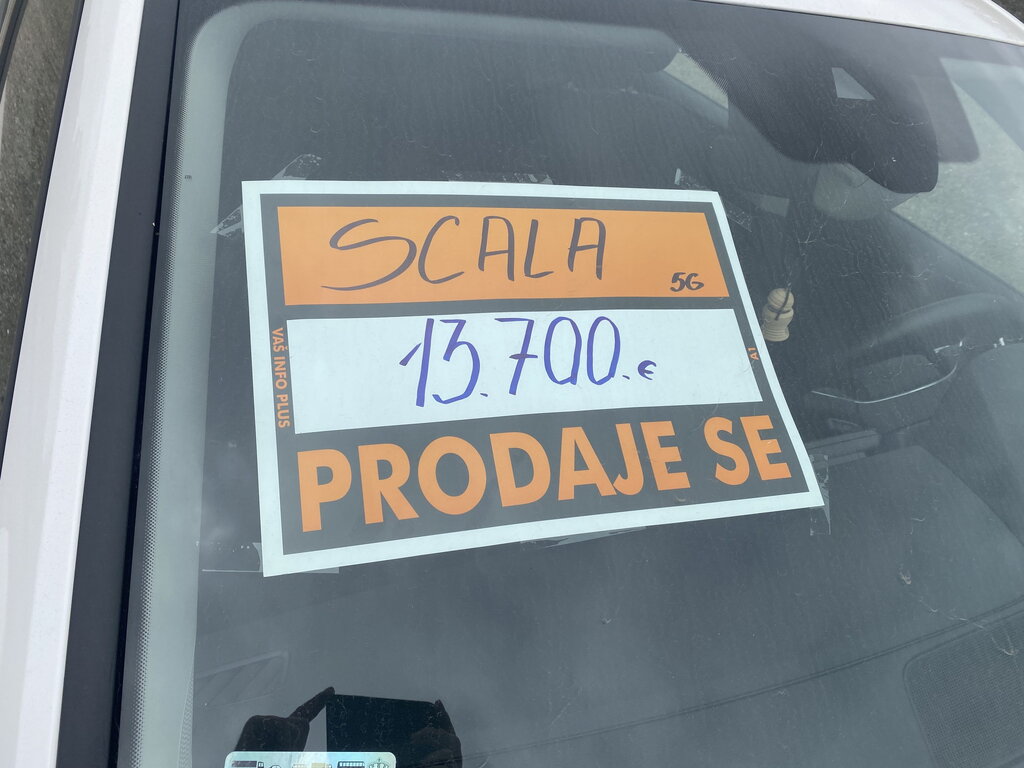 SCALA
5G
13.700.€
VAŠ INFO PLUS
A1
PRODAJE SE